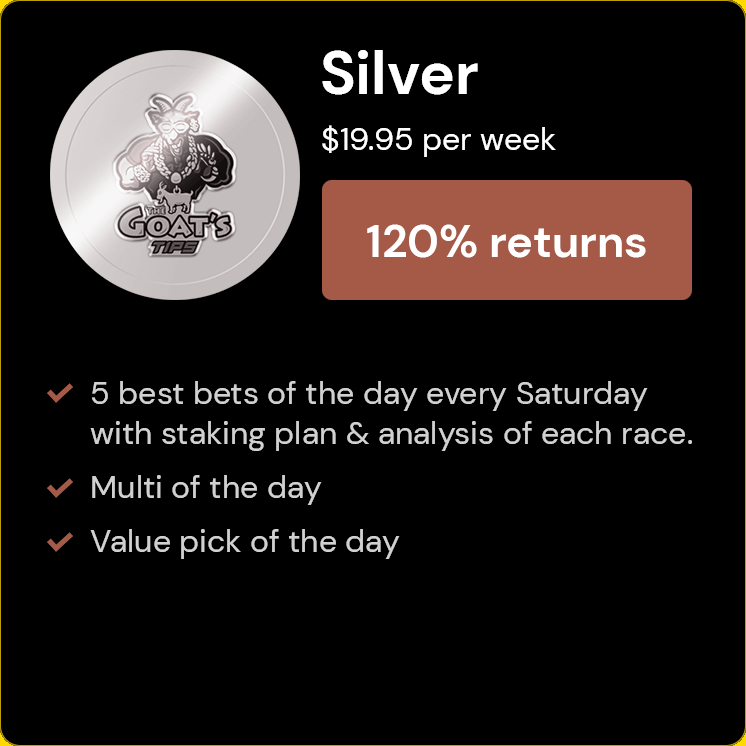 Silver
$19.95 per week
THE
GOAT'S
TIPS
120% returns
5 best bets of the day every Saturday
with staking plan & analysis of each race.
Multi of the day
Value pick of the day